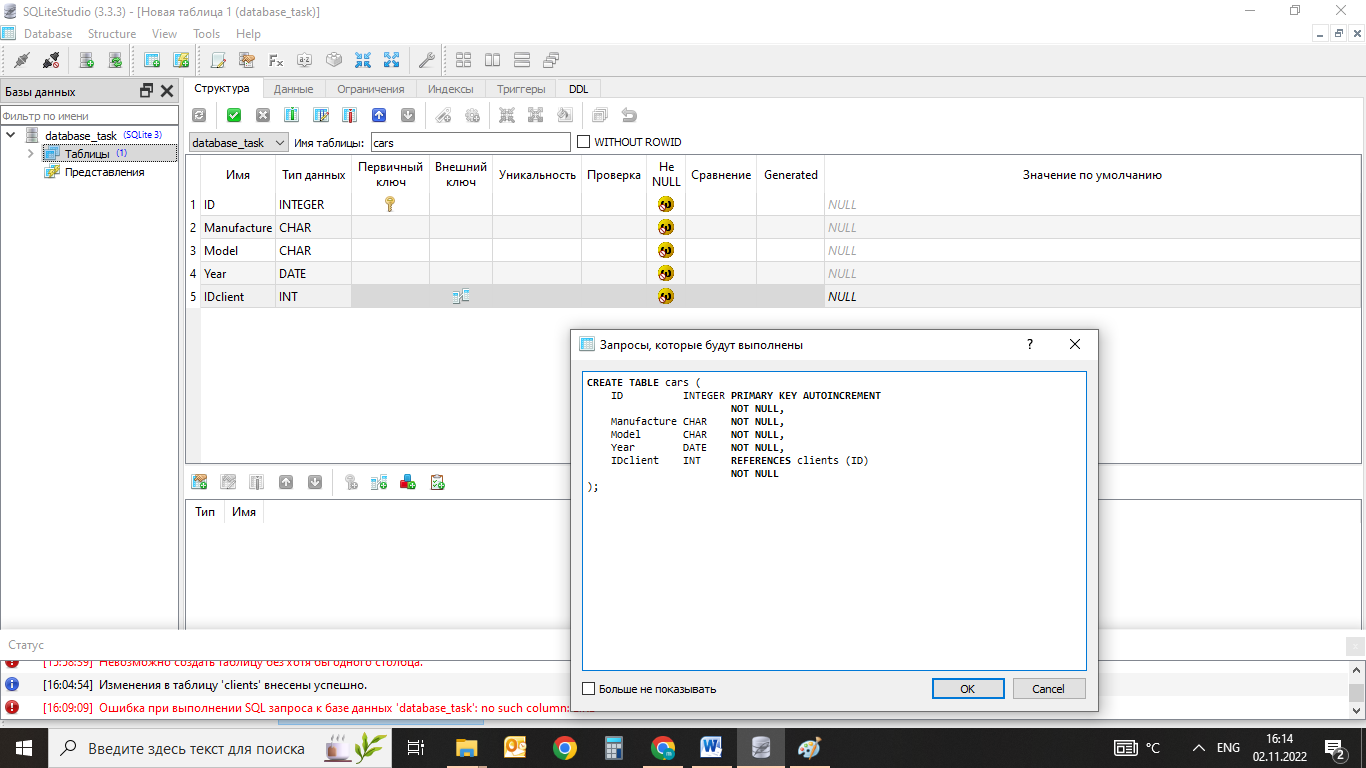 SQLiteStudio (3.3.3) - [Новая таблица 1 (database_task)]
Database Structure View Tools Help
Базы данных
Фильтр по имени
database_task (SQLite 3)
Таблицы (1)
Представления
Структура Данные Ограничения Индексы Триггеры DDL
database_task Имя таблицы: cars WITHOUT ROWID
Имя Тип данных Первичный ключ Внешний ключ Уникальность Проверка Не NULL Сравнение Generated Значение по умолчанию
1 ID INTEGER NULL
2 Manufacture CHAR NULL
3 Model CHAR NULL
4 Year DATE NULL
5 IDclient INT NULL
Тип Имя
Запросы, которые будут выполнены
CREATE TABLE cars (
ID INTEGER PRIMARY KEY AUTOINCREMENT
NOT NULL,
Manufacture CHAR NOT NULL,
Model CHAR NOT NULL,
Year DATE NOT NULL,
IDclient INT REFERENCES clients (ID)
NOT NULL
);
Больше не показывать OK Cancel
Статус
[15:58:59] Невозможно создать таблицу без хотя бы одного столбца.
[16:04:54] Изменения в таблицу 'clients' внесены успешно.
[16:09:09] Ошибка при выполнении SQL запроса к базе данных 'database_task': no such column:
Введите здесь текст для поиска
°C ENG 16:14
02.11.2022 2